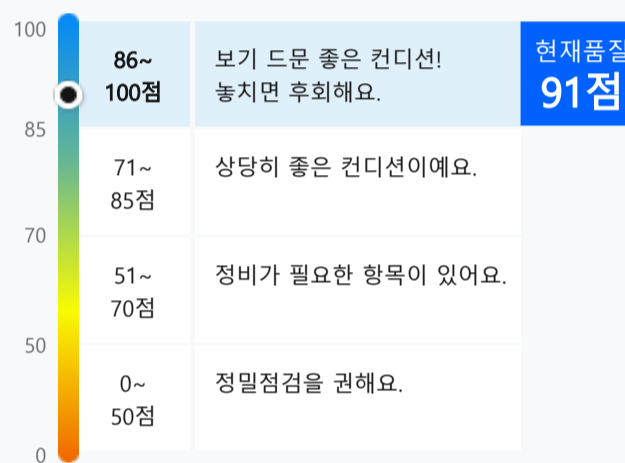 100
86~
100점
보기 드문 좋은 컨디션!
놓치면 후회해요.
현재품질
91점
85
71~
85점
상당히 좋은 컨디션이예요.
70
51~
70점
정비가 필요한 항목이 있어요.
50
0~
50점
정밀점검을 권해요.
0